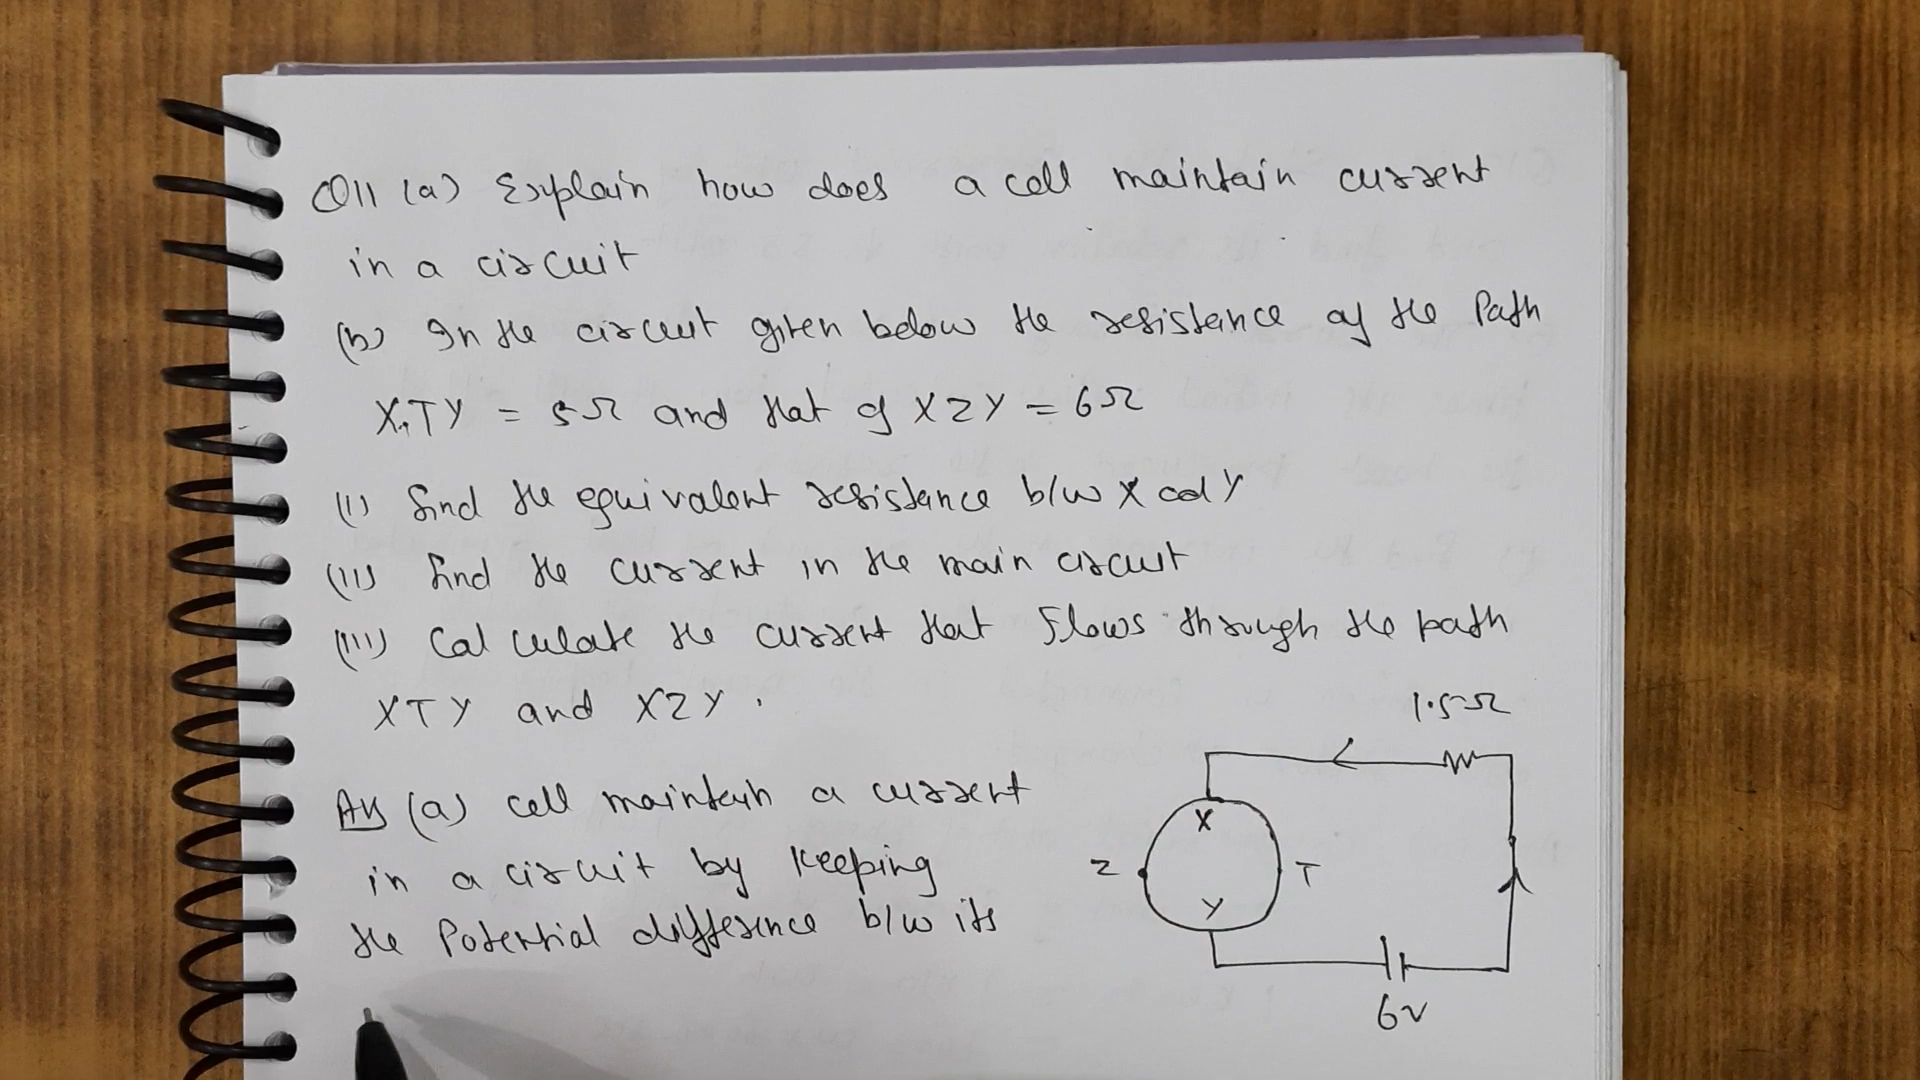 Q11 (a) Explain how does a cell maintain current
in a circuit
(b) In the circuit given below the resistance of the Path
XTY = 5Ω and that of XZY = 6Ω
(i) find the equivalent resistance b/w X and Y
(ii) find the current in the main circuit
(iii) Calculate the current that flows through the path
XTY and XZY.
1.5Ω
Ans (a) cell maintain a current
in a circuit by keeping
the Potential difference b/w its
X
Z
T
Y
6V